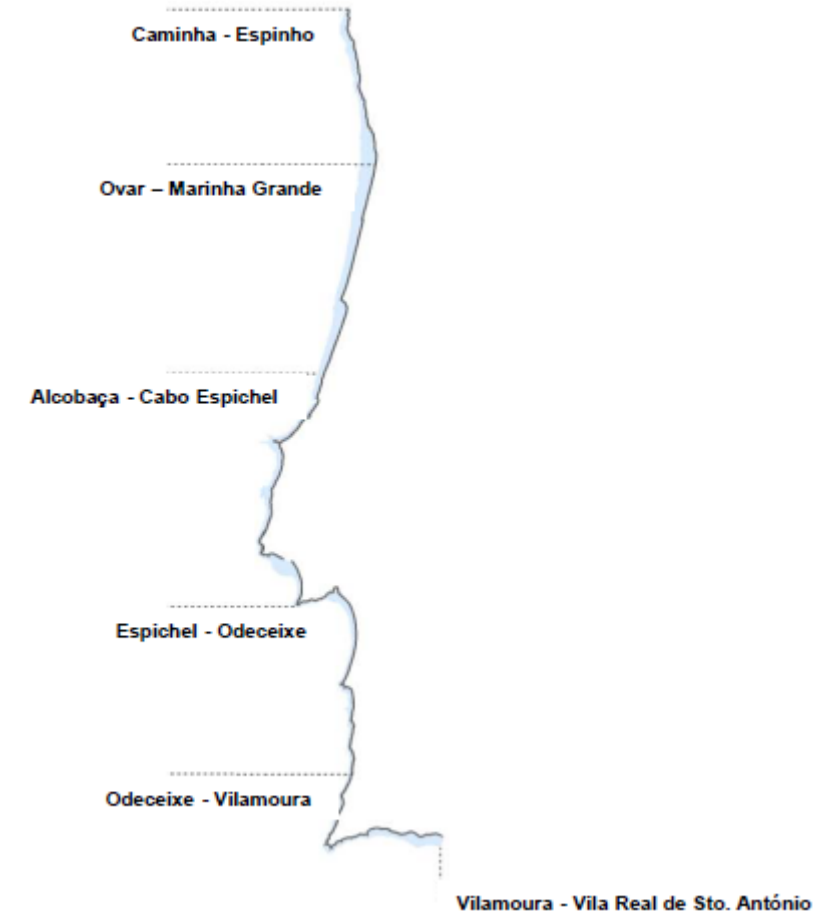 Caminha - Espinho
Ovar – Marinha Grande
Alcobaça - Cabo Espichel
Espichel - Odeceixe
Odeceixe - Vilamoura
Vilamoura - Vila Real de Sto. António